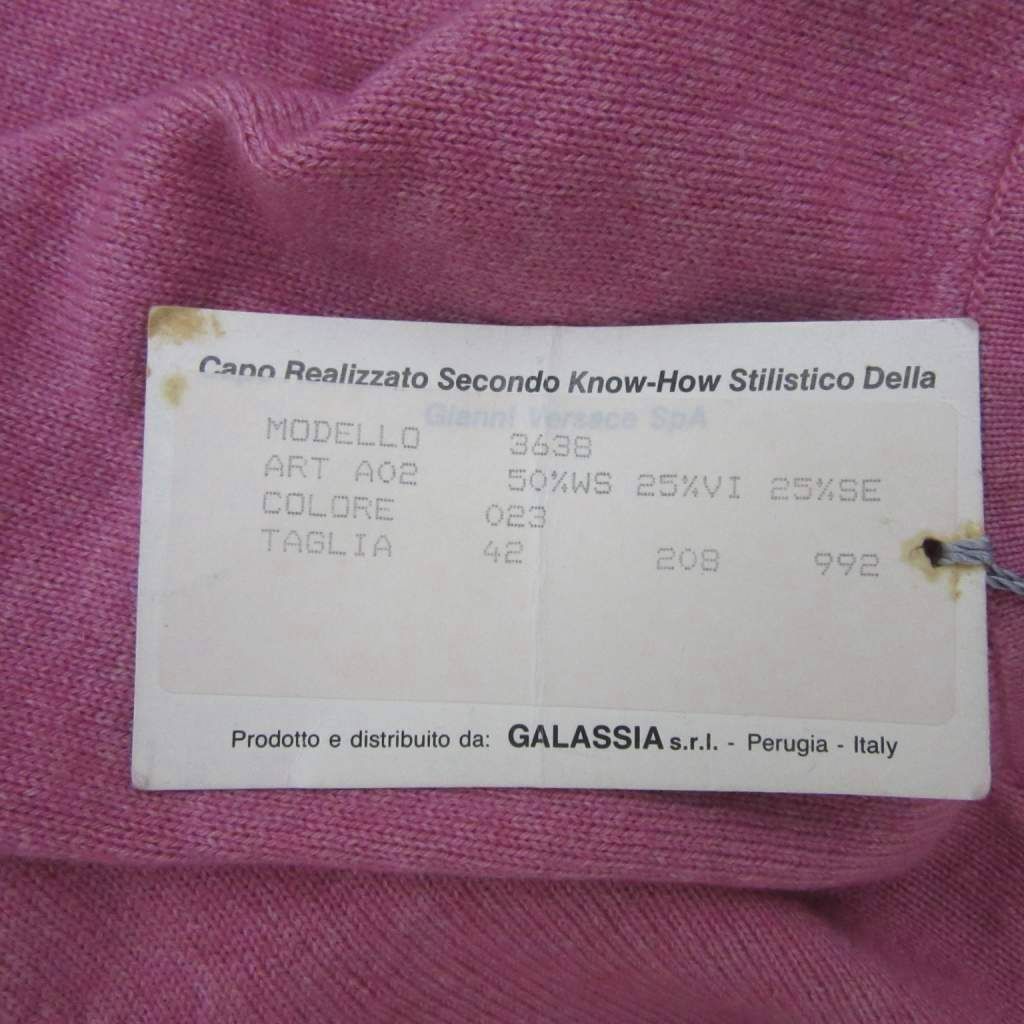 Capo Realizzato Secondo Know-How Stilistico Della
Gianni Versace SpA
MODELLO 3638
ART A02 50%WS 25%VI 25%SE
COLORE 023
TAGLIA 42 208 992
Prodotto e distribuito da: GALASSIA s.r.l. - Perugia - Italy